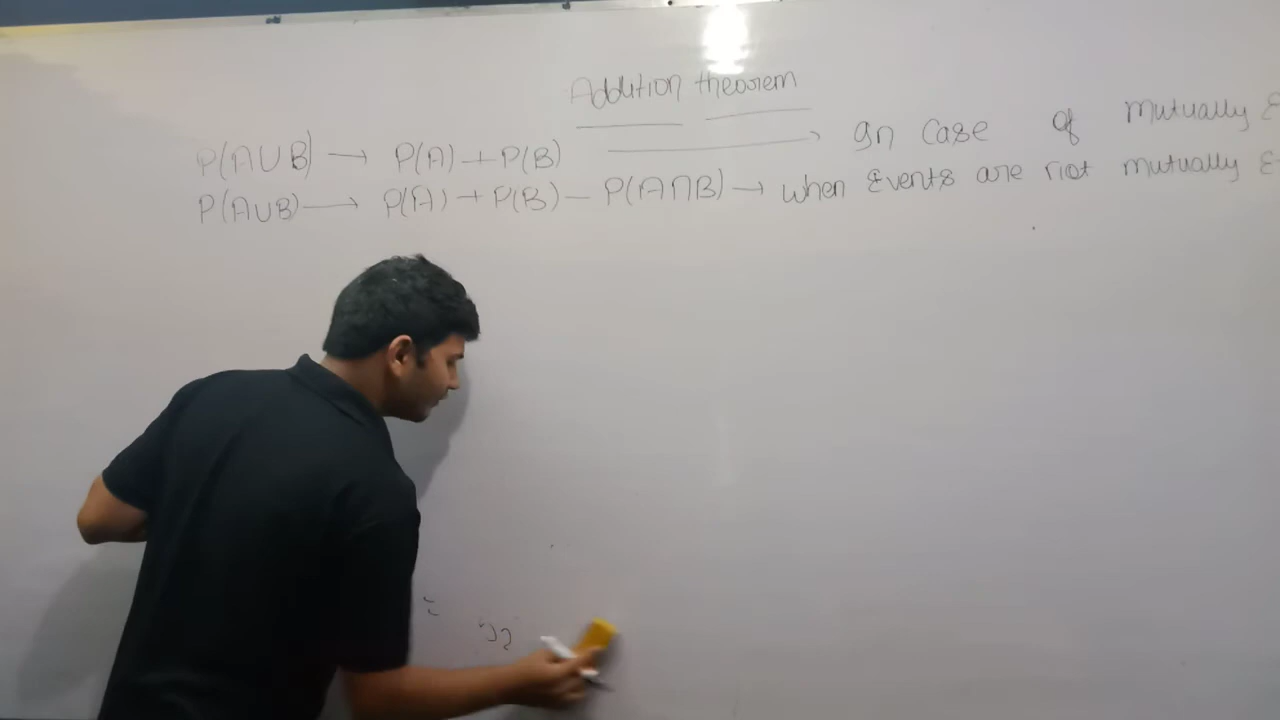 Addition theorem
P(A∪B) → P(A) + P(B) → In case of mutually
P(A∪B) → P(A) + P(B) − P(A∩B) → when Events are not mutually